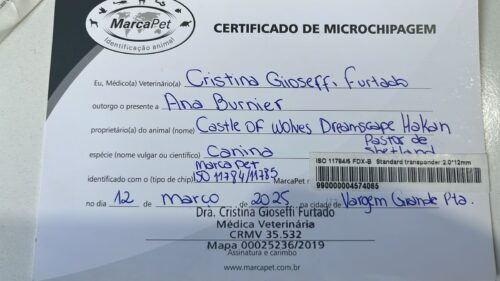 MarcaPet
identificação animal
CERTIFICADO DE MICROCHIPAGEM
Eu, Médico(a) Veterinário(a) Cristina Gioseffi Furtado
outorgo o presente a Ana Burnier
proprietário(a) do animal (nome) Castle of wolves Dreamscape Hakan
Pastor de
Shetland
espécie (nome vulgar ou científico) Canina
marca pet
identificado com o tipo (de chip) ISO 11784/11785 MarcaPet
ISO 11784/5 FDX-B Standard transponder 2.0*12mm
980000004574065
no dia 12 de março de 2025 na cidade de Vargem Grande Pta.
Dra. Cristina Gioseffi Furtado
Médica Veterinária
CRMV 35.532
Mapa 00025236/2019
Assinatura e carimbo
www.marcapet.com.br